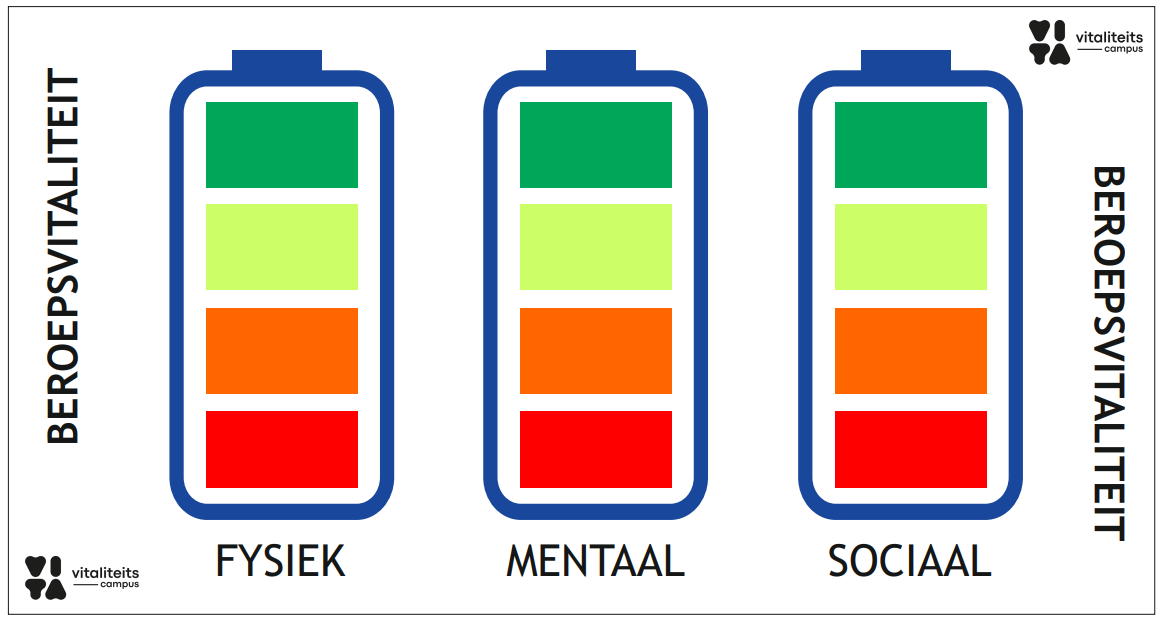 vitaliteits
campus
BEROEPSVITALITEIT
BEROEPSVITALITEIT
FYSIEK
MENTAAL
SOCIAAL
vitaliteits
campus